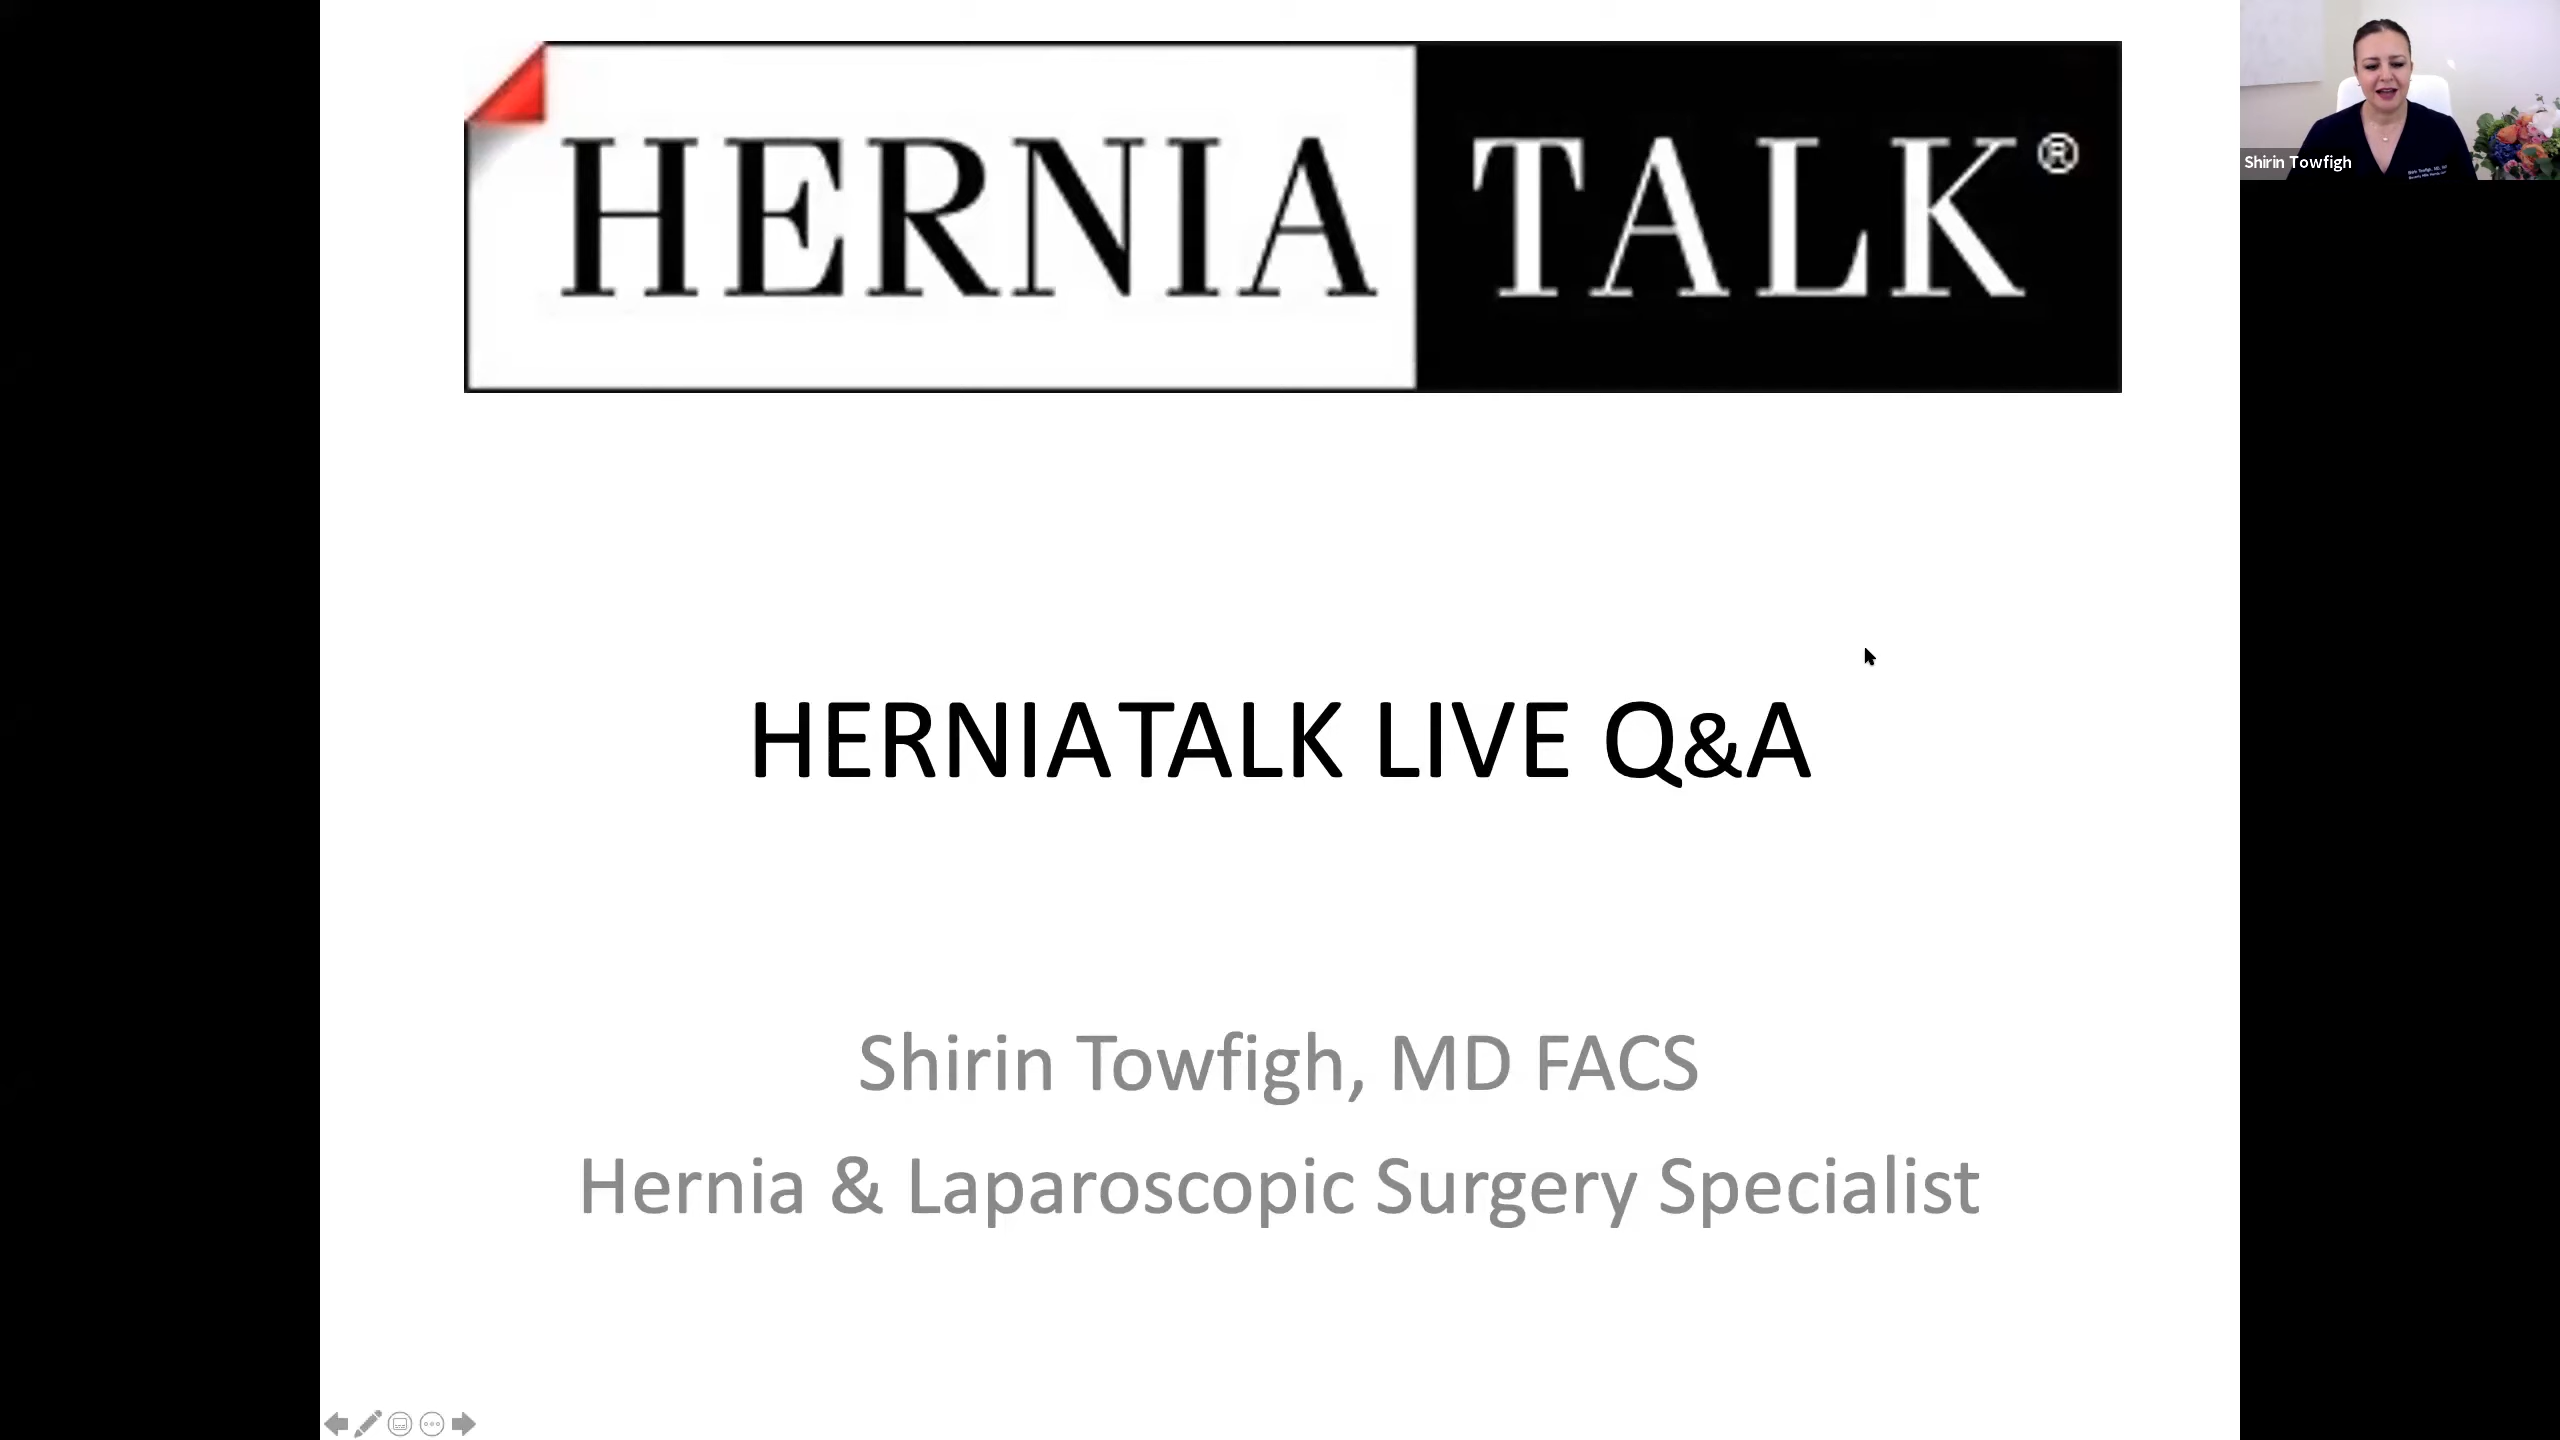 HERNIA TALK®
Shirin Towfigh
HERNIATALK LIVE Q&A
Shirin Towfigh, MD FACS
Hernia & Laparoscopic Surgery Specialist